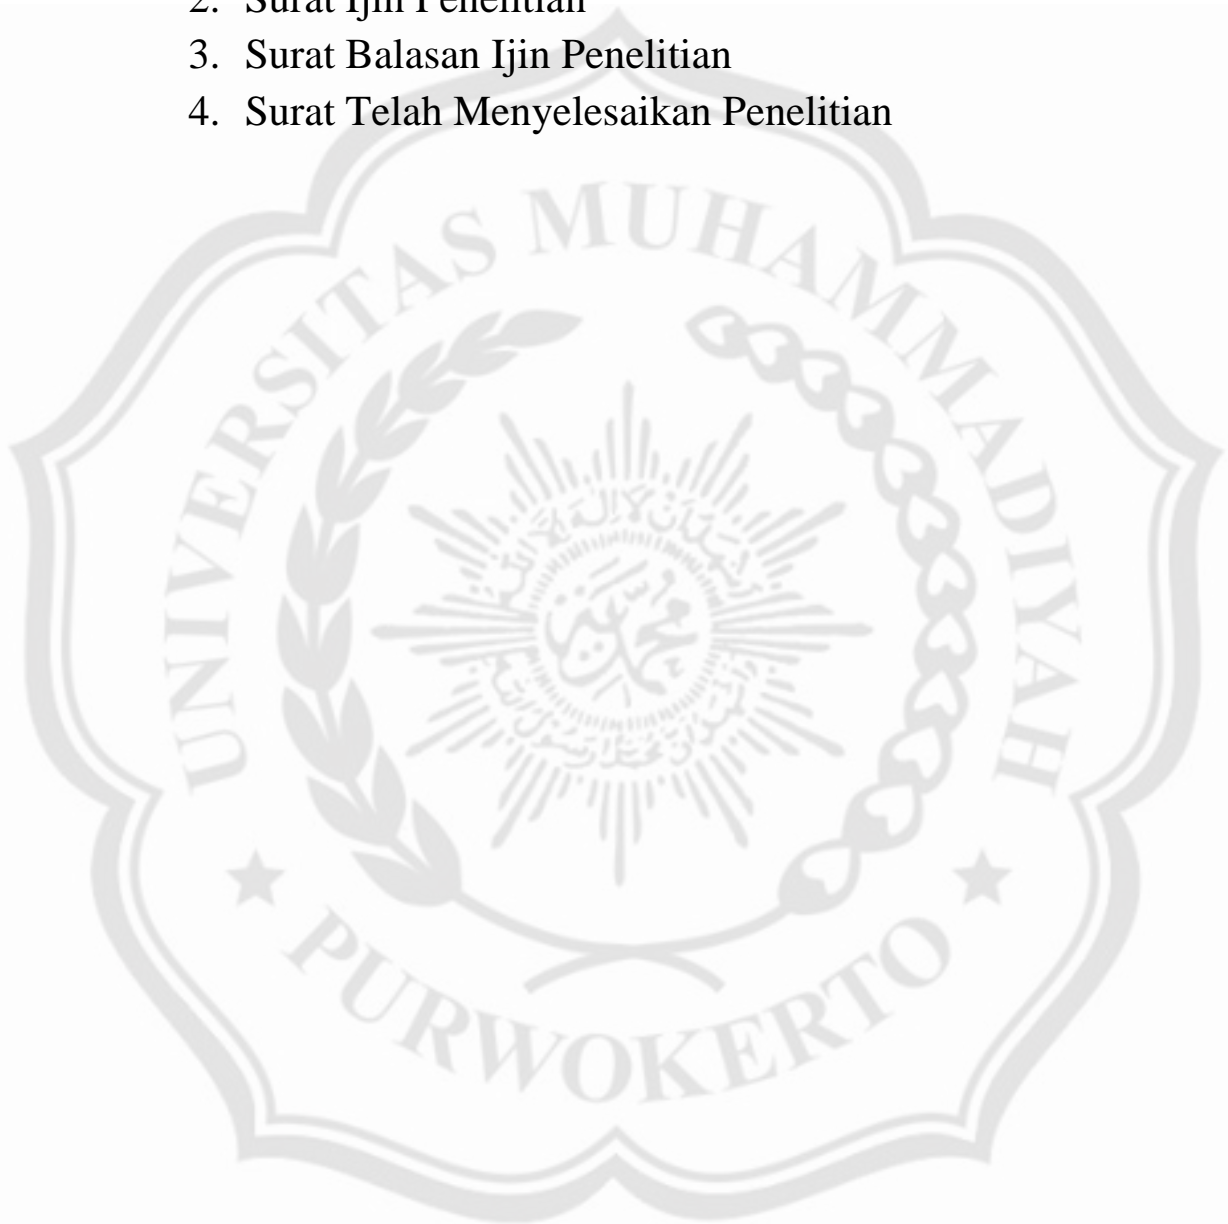 2. Surat Ijin Penelitian
3. Surat Balasan Ijin Penelitian
4. Surat Telah Menyelesaikan Penelitian
UNIVERSITAS MUHAMMADIYAH
PURWOKERTO